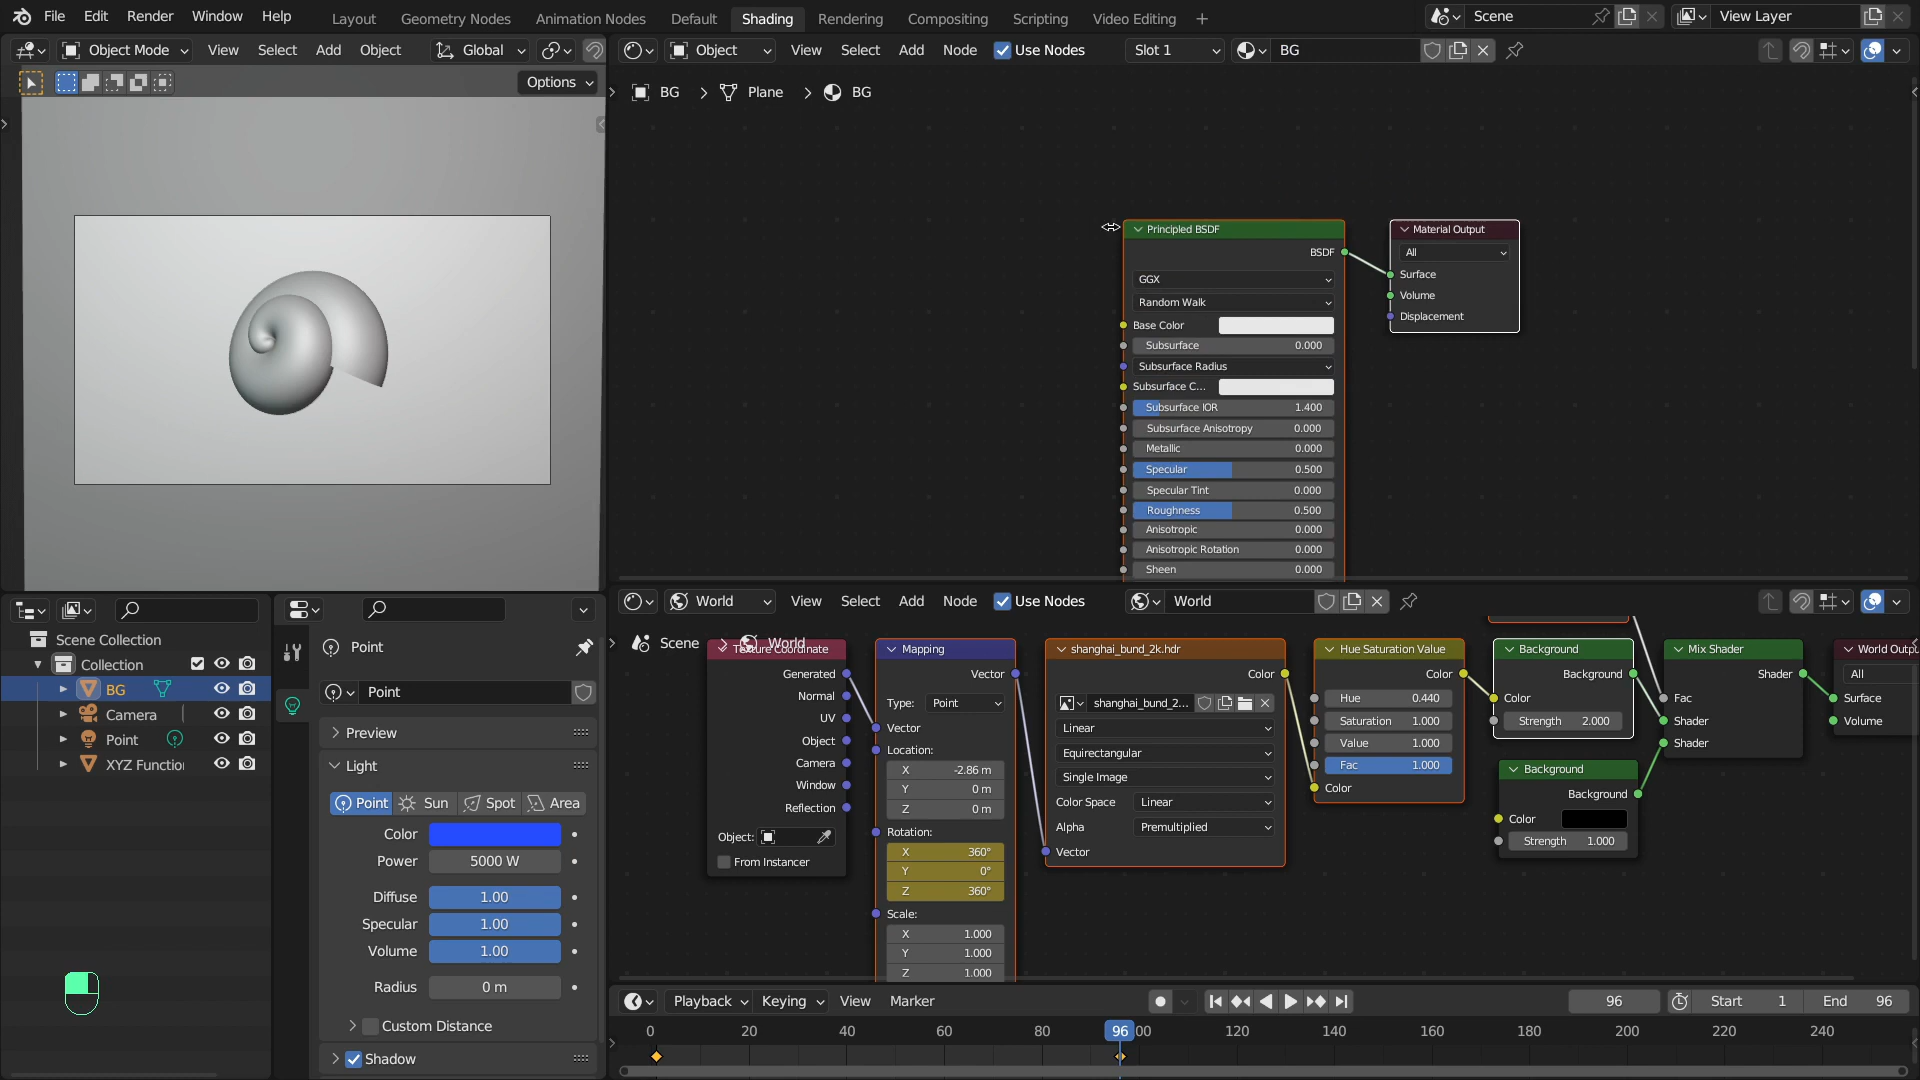 File Edit Render Window Help Layout Geometry Nodes Animation Nodes Default Shading Rendering Compositing Scripting Video Editing + Scene View Layer
Object Mode View Select Add Object Global
Options
Object View Select Add Node Use Nodes Slot 1 BG
BG > Plane > BG
Principled BSDF
BSDF
GGX
Random Walk
Base Color
Subsurface 0.000
Subsurface Radius
Subsurface C...
Subsurface IOR 1.400
Subsurface Anisotropy 0.000
Metallic 0.000
Specular 0.500
Specular Tint 0.000
Roughness 0.500
Anisotropic 0.000
Anisotropic Rotation 0.000
Sheen 0.000
Material Output
All
Surface
Volume
Displacement
Scene Collection
Collection
BG
Camera
Point
XYZ Function
Point
Point
Preview
Light
Point Sun Spot Area
Color
Power 5000 W
Diffuse 1.00
Specular 1.00
Volume 1.00
Radius 0 m
Custom Distance
Shadow
World View Select Add Node Use Nodes World
Scene > World
Texture Coordinate
Generated
Normal
UV
Object
Camera
Window
Reflection
Object:
From Instancer
Mapping
Vector
Type: Point
Vector
Location:
X -2.86 m
Y 0 m
Z 0 m
Rotation:
X 360°
Y 0°
Z 360°
Scale:
X 1.000
Y 1.000
Z 1.000
shanghai_bund_2k.hdr
Color
shanghai_bund_2...
Linear
Equirectangular
Single Image
Color Space Linear
Alpha Premultiplied
Vector
Hue Saturation Value
Color
Hue 0.440
Saturation 1.000
Value 1.000
Fac 1.000
Color
Background
Background
Color
Strength 2.000
Background
Background
Color
Strength 1.000
Mix Shader
Shader
Fac
Shader
Shader
World Outpu
All
Surface
Volume
Playback Keying View Marker 96 Start 1 End 96
0 20 40 60 80 96 00 120 140 160 180 200 220 240